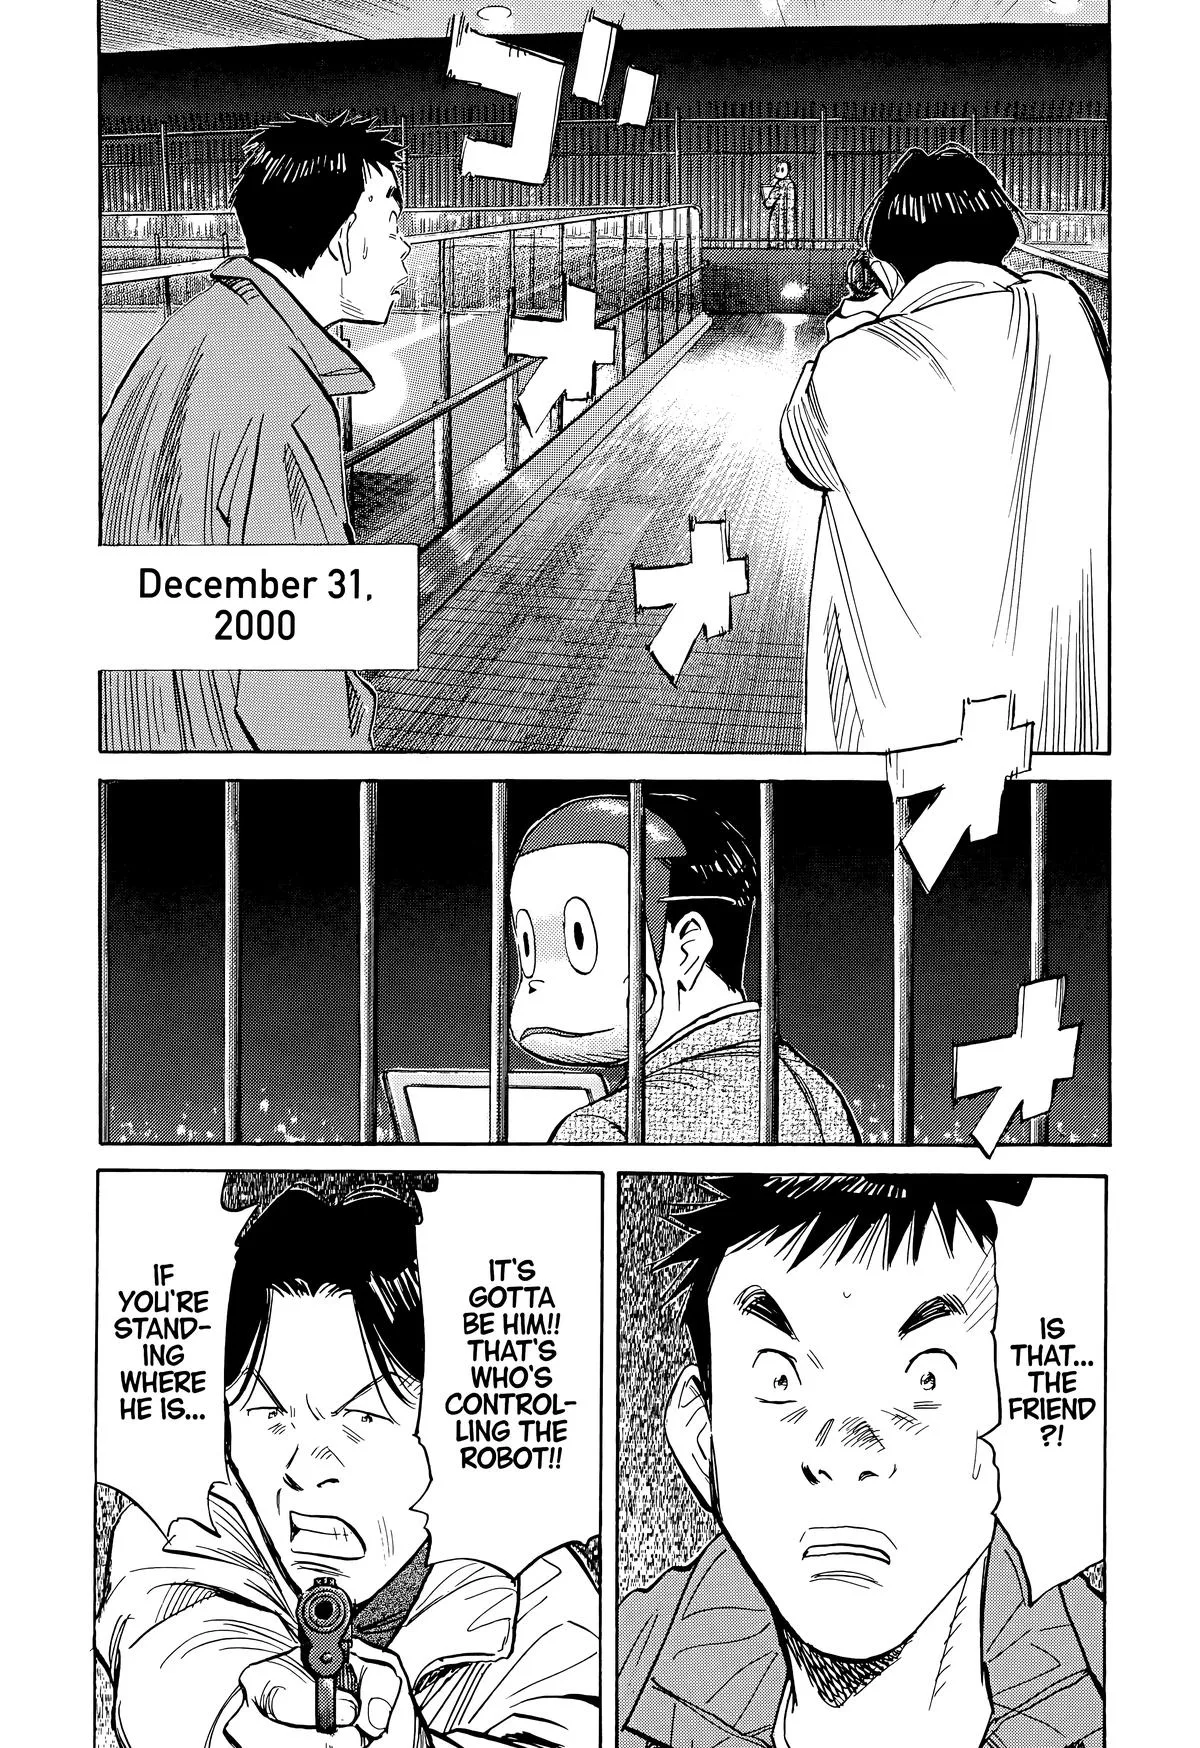 ゴ
オ
オ
オ
オ
December 31,
2000
IS
THAT...
THE
FRIEND
?!
IT'S
GOTTA
BE HIM!!
THAT'S
WHO'S
CONTROL-
LING THE
ROBOT!!
IF
YOU'RE
STAND-
ING
WHERE
HE IS...